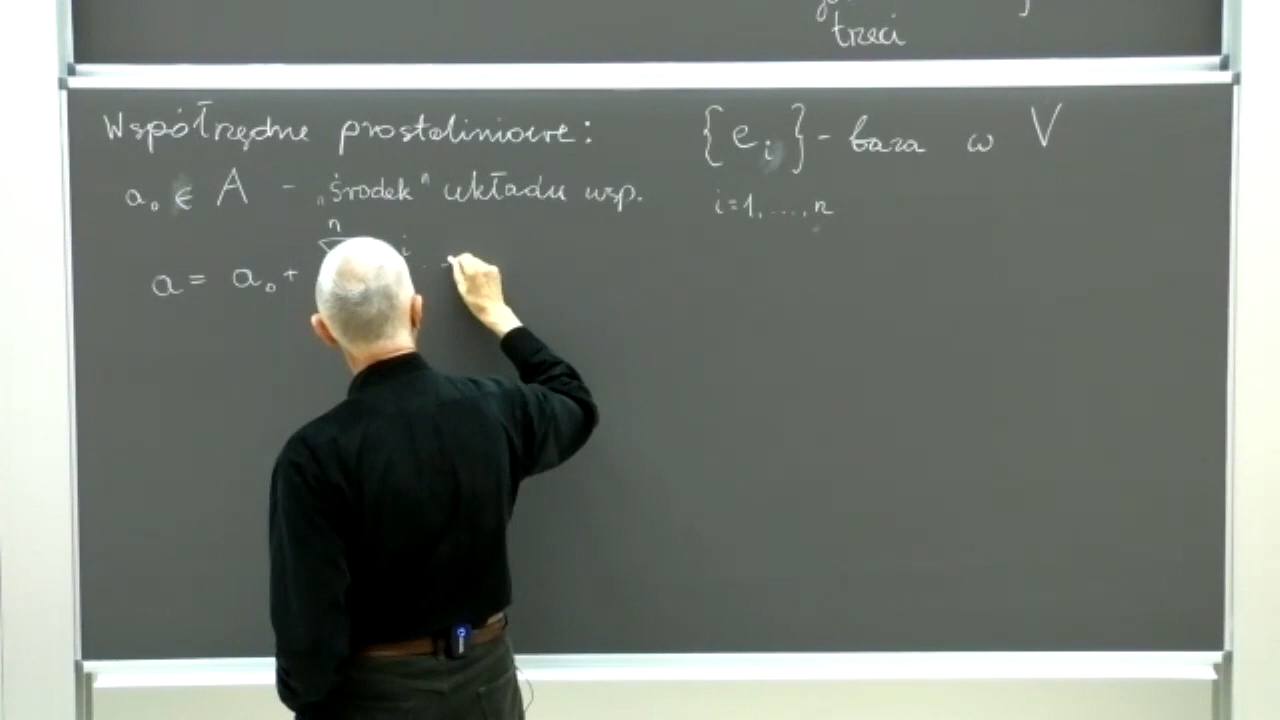 treci
Współrzędne prostoliniowe:
a₀ ∈ A - "środek" układu wsp.
{e_i} - baza w V
i=1,...,n
n
a = a₀ + i